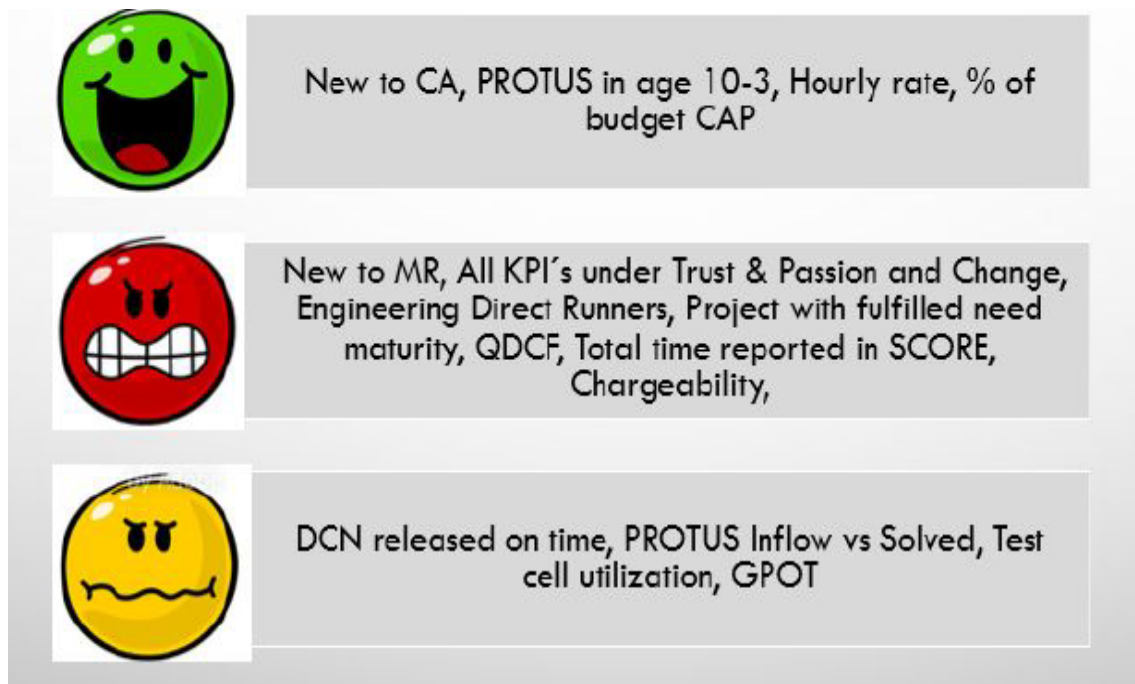 New to CA, PROTUS in age 10-3, Hourly rate, % of
budget CAP
New to MR, All KPI´s under Trust & Passion and Change,
Engineering Direct Runners, Project with fulfilled need
maturity, QDCF, Total time reported in SCORE,
Chargeability,
DCN released on time, PROTUS Inflow vs Solved, Test
cell utilization, GPOT